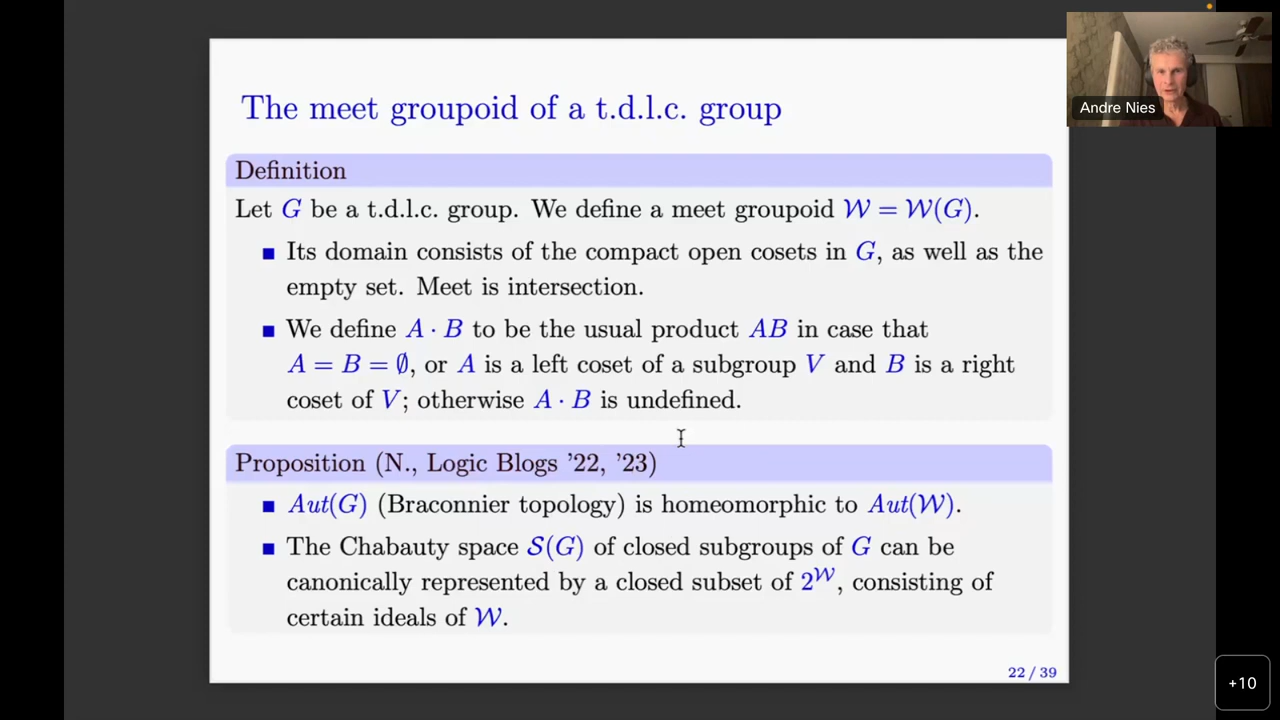 The meet groupoid of a t.d.l.c. group
Andre Nies
Definition
Let G be a t.d.l.c. group. We define a meet groupoid 𝒲 = 𝒲(G).
■ Its domain consists of the compact open cosets in G, as well as the
empty set. Meet is intersection.
■ We define A · B to be the usual product AB in case that
A = B = ∅, or A is a left coset of a subgroup V and B is a right
coset of V; otherwise A · B is undefined.
Proposition (N., Logic Blogs '22, '23)
■ Aut(G) (Braconnier topology) is homeomorphic to Aut(𝒲).
■ The Chabauty space 𝒮(G) of closed subgroups of G can be
canonically represented by a closed subset of 2^𝒲, consisting of
certain ideals of 𝒲.
22 / 39
+10